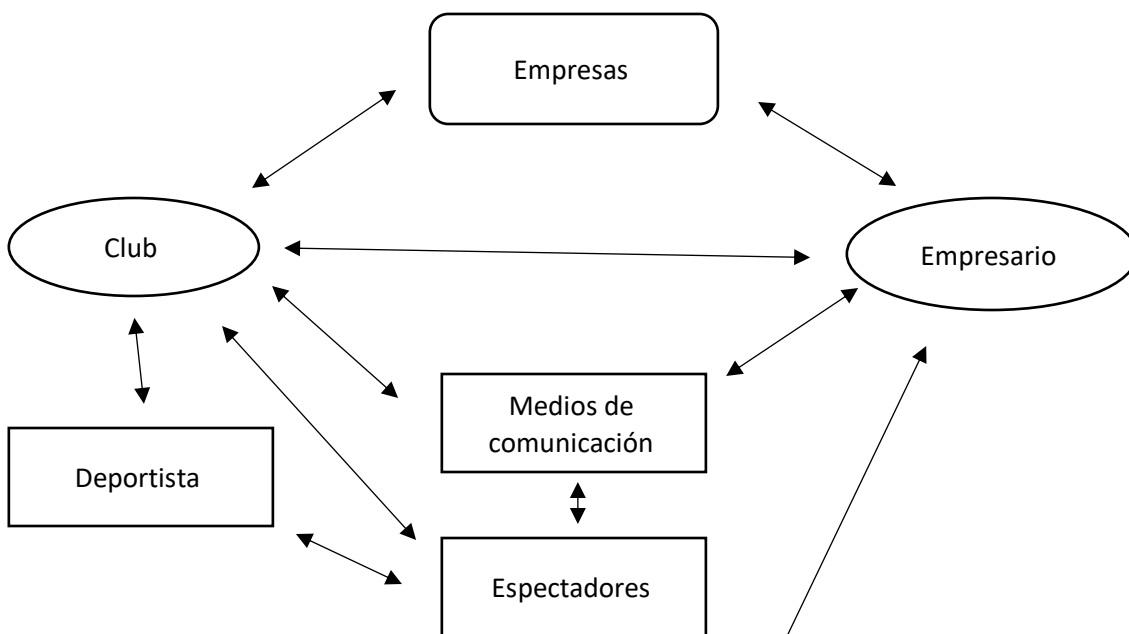 Empresas
Club
Empresario
Medios de
comunicación
Deportista
Espectadores